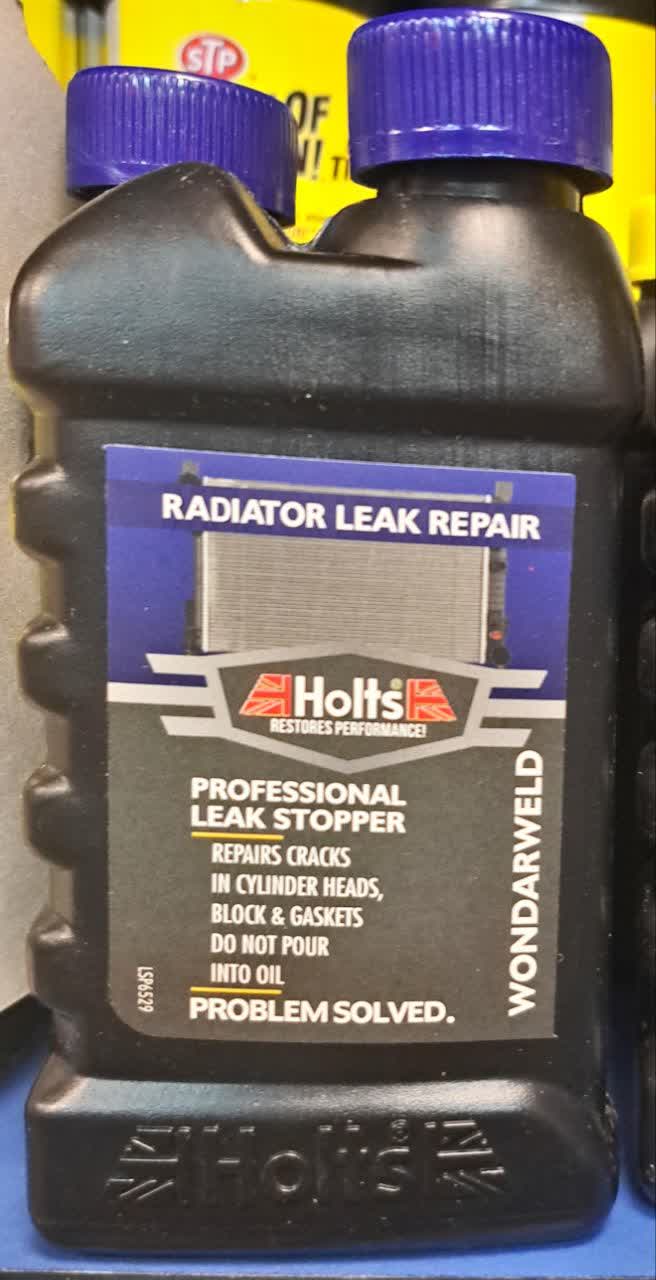 STP
OF
N!
RADIATOR LEAK REPAIR
Holts
RESTORES PERFORMANCE!
PROFESSIONAL
LEAK STOPPER
REPAIRS CRACKS
IN CYLINDER HEADS,
BLOCK & GASKETS
DO NOT POUR
INTO OIL
PROBLEM SOLVED.
WONDARWELD
LSP6529
Holts®